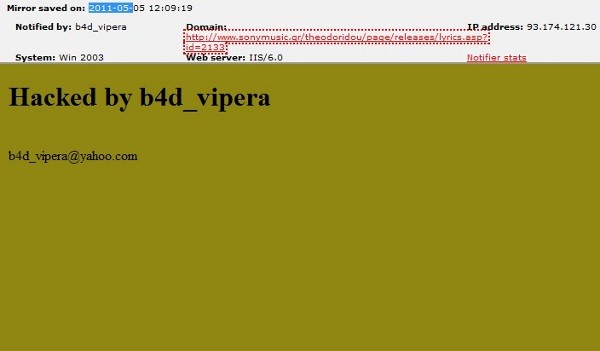 Mirror saved on: 2011-05-05 12:09:19
Notified by: b4d_vipera Domain: IP address: 93.174.121.30
http://www.sonymusic.gr/theodoridou/page/releases/lyrics.asp?
id=2133
System: Win 2003 Web server: IIS/6.0 Notifier stats
Hacked by b4d_vipera
b4d_vipera@yahoo.com